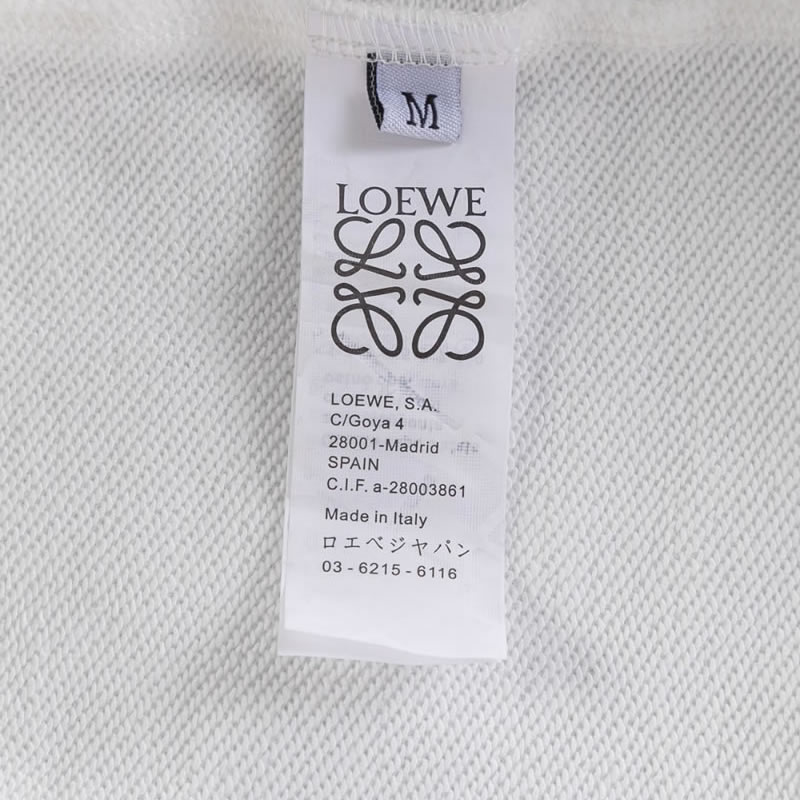 M
LOEWE
LOEWE, S.A.
C/Goya 4
28001-Madrid
SPAIN
C.I.F. a-28003861
Made in Italy
ロエベジャパン
03 - 6215 - 6116